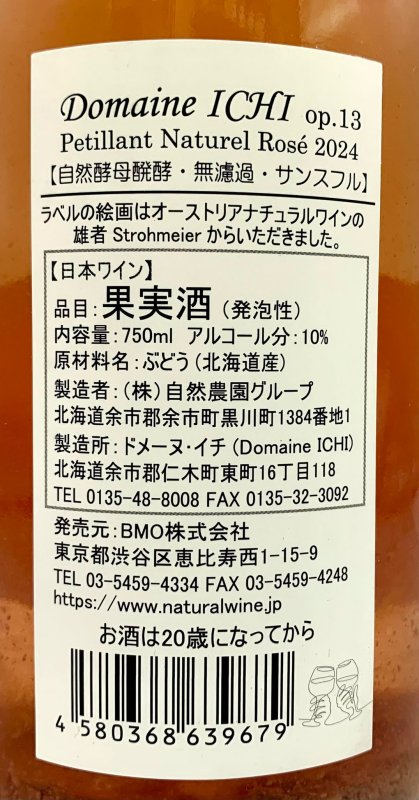 Domaine ICHI op.13
Petillant Naturel Rosé 2024
【自然酵母醗酵・無濾過・サンスフル】
ラベルの絵画はオーストリアナチュラルワインの
雄者 Strohmeier からいただきました。
【日本ワイン】
品目:果実酒（発泡性）
内容量:750ml アルコール分:10%
原材料名:ぶどう（北海道産）
製造者:（株）自然農園グループ
北海道余市郡余市町黒川町1384番地1
製造所:ドメーヌ・イチ（Domaine ICHI)
北海道余市郡仁木町東町16丁目118
TEL 0135-48-8008 FAX 0135-32-3092
発売元:BMO株式会社
東京都渋谷区恵比寿西1-15-9
TEL 03-5459-4334 FAX 03-5459-4248
https://www.naturalwine.jp
お酒は20歳になってから
4 580368 639679